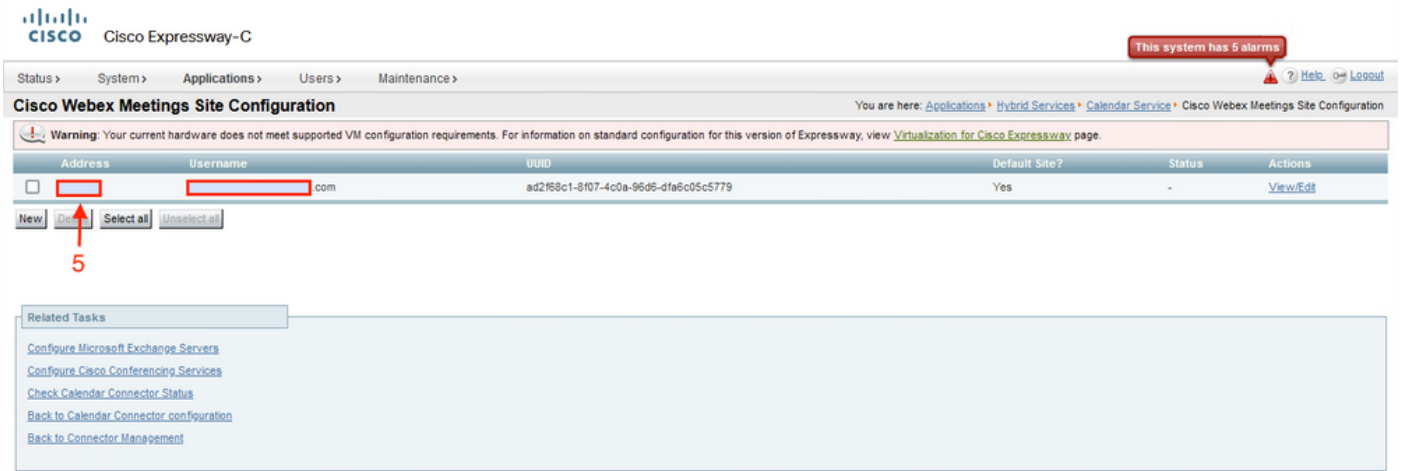 CISCO Cisco Expressway-C
This system has 5 alarms
Status System Applications Users Maintenance Help Logout
Cisco Webex Meetings Site Configuration You are here: Applications Hybrid Services Calendar Service Cisco Webex Meetings Site Configuration
Warning: Your current hardware does not meet supported VM configuration requirements. For information on standard configuration for this version of Expressway, view Virtualization for Cisco Expressway page.
Address Username UUID Default Site? Status Actions
.com ad2f68c1-8f07-4c0a-96d6-dfa6c05c5779 Yes - View/Edit
New Delete Select all Unselect all
5
Related Tasks
Configure Microsoft Exchange Servers
Configure Cisco Conferencing Services
Check Calendar Connector Status
Back to Calendar Connector configuration
Back to Connector Management